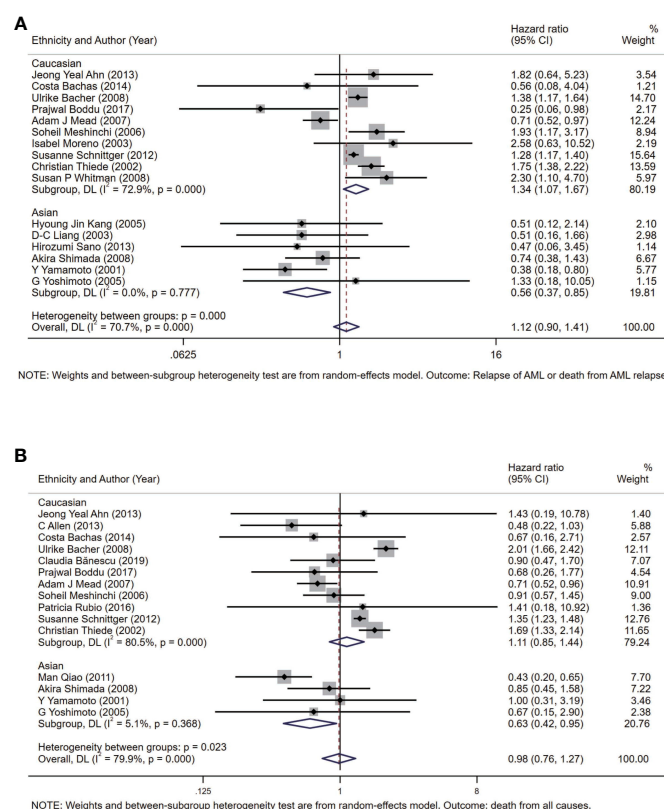 A
Hazard ratio %
Ethnicity and Author (Year) (95% CI) Weight
Caucasian
Jeong Yeal Ahn (2013) 1.82 (0.64, 5.23) 3.54
Costa Bachas (2014) 0.56 (0.08, 4.04) 1.21
Ulrike Bacher (2008) 1.38 (1.17, 1.64) 14.70
Prajwal Boddu (2017) 0.25 (0.06, 0.98) 2.17
Adam J Mead (2007) 0.71 (0.52, 0.97) 12.24
Soheil Meshinchi (2006) 1.93 (1.17, 3.17) 8.94
Isabel Moreno (2003) 2.58 (0.63, 10.52) 2.19
Susanne Schnittger (2012) 1.28 (1.17, 1.40) 15.64
Christian Thiede (2002) 1.75 (1.38, 2.22) 13.59
Susan P Whitman (2008) 2.30 (1.10, 4.70) 5.97
Subgroup, DL (I² = 72.9%, p = 0.000) 1.34 (1.07, 1.67) 80.19
Asian
Hyoung Jin Kang (2005) 0.51 (0.12, 2.14) 2.10
D-C Liang (2003) 0.51 (0.16, 1.66) 2.98
Hirozumi Sano (2013) 0.47 (0.06, 3.45) 1.14
Akira Shimada (2008) 0.74 (0.38, 1.43) 6.67
Y Yamamoto (2001) 0.38 (0.18, 0.80) 5.77
G Yoshimoto (2005) 1.33 (0.18, 10.05) 1.15
Subgroup, DL (I² = 0.0%, p = 0.777) 0.56 (0.37, 0.85) 19.81
Heterogeneity between groups: p = 0.000
Overall, DL (I² = 70.7%, p = 0.000) 1.12 (0.90, 1.41) 100.00
.0625 1 16
NOTE: Weights and between-subgroup heterogeneity test are from random-effects model. Outcome: Relapse of AML or death from AML relapse
B
Hazard ratio %
Ethnicity and Author (Year) (95% CI) Weight
Caucasian
Jeong Yeal Ahn (2013) 1.43 (0.19, 10.78) 1.40
C Allen (2013) 0.48 (0.22, 1.03) 5.88
Costa Bachas (2014) 0.67 (0.16, 2.71) 2.57
Ulrike Bacher (2008) 2.01 (1.66, 2.42) 12.11
Claudia Bănescu (2019) 0.90 (0.47, 1.70) 7.07
Prajwal Boddu (2017) 0.68 (0.26, 1.77) 4.54
Adam J Mead (2007) 0.71 (0.52, 0.96) 10.91
Soheil Meshinchi (2006) 0.91 (0.57, 1.45) 9.00
Patricia Rubio (2016) 1.41 (0.18, 10.92) 1.36
Susanne Schnittger (2012) 1.35 (1.23, 1.48) 12.76
Christian Thiede (2002) 1.69 (1.33, 2.14) 11.65
Subgroup, DL (I² = 80.5%, p = 0.000) 1.11 (0.85, 1.44) 79.24
Asian
Man Qiao (2011) 0.43 (0.20, 0.65) 7.70
Akira Shimada (2008) 0.85 (0.45, 1.58) 7.22
Y Yamamoto (2001) 1.00 (0.31, 3.19) 3.46
G Yoshimoto (2005) 0.67 (0.15, 2.90) 2.38
Subgroup, DL (I² = 5.1%, p = 0.368) 0.63 (0.42, 0.95) 20.76
Heterogeneity between groups: p = 0.023
Overall, DL (I² = 79.9%, p = 0.000) 0.98 (0.76, 1.27) 100.00
.125 1 8
NOTE: Weights and between-subgroup heterogeneity test are from random-effects model. Outcome: death from all causes.